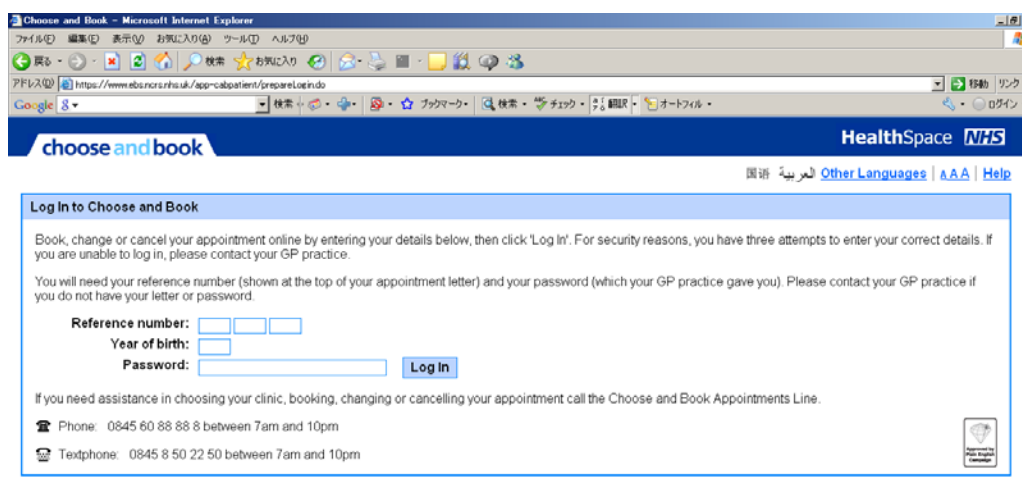 Choose and Book - Microsoft Internet Explorer
ファイル(F) 編集(E) 表示(V) お気に入り(A) ツール(T) ヘルプ(H)
戻る 検索 お気に入り
アドレス(D) https://www.ebs.ncrs.nhs.uk/app-cabpatient/prepareLogin.do 移動 リンク
Google 検索 ブックマーク チェック 翻訳 オートフィル ログイン
choose and book HealthSpace NHS
国语 العربية Other Languages | A A A | Help
Log In to Choose and Book
Book, change or cancel your appointment online by entering your details below, then click 'Log In'. For security reasons, you have three attempts to enter your correct details. If
you are unable to log in, please contact your GP practice.
You will need your reference number (shown at the top of your appointment letter) and your password (which your GP practice gave you). Please contact your GP practice if
you do not have your letter or password.
Reference number:
Year of birth:
Password: Log In
If you need assistance in choosing your clinic, booking, changing or cancelling your appointment call the Choose and Book Appointments Line.
Phone: 0845 60 88 88 8 between 7am and 10pm
Textphone: 0845 8 50 22 50 between 7am and 10pm
Approved by
Plain English
Campaign